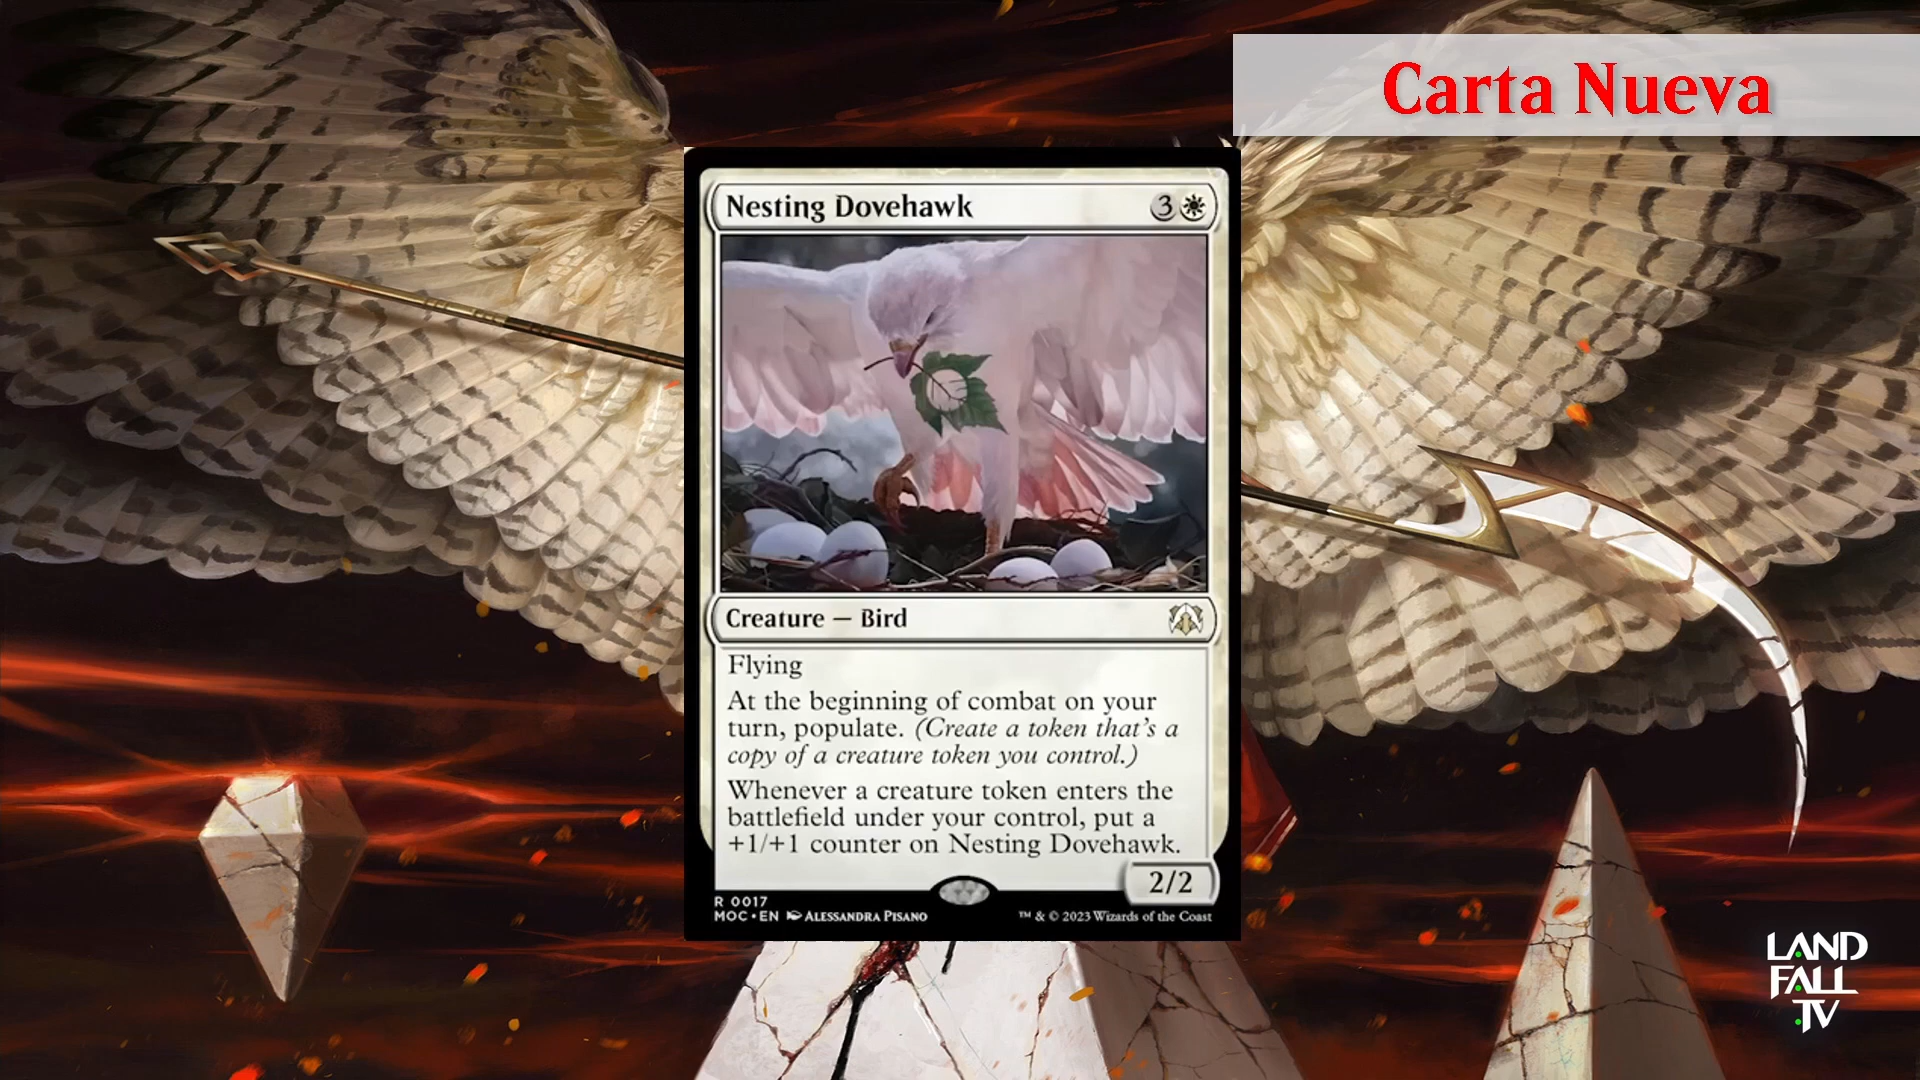 Carta Nueva
Nesting Dovehawk
3
Creature — Bird
Flying
At the beginning of combat on your
turn, populate. (Create a token that's a
copy of a creature token you control.)
Whenever a creature token enters the
battlefield under your control, put a
+1/+1 counter on Nesting Dovehawk.
2/2
R 0017
MOC • EN ALESSANDRA PISANO
™ & © 2023 Wizards of the Coast
LAND
FALL
.TV